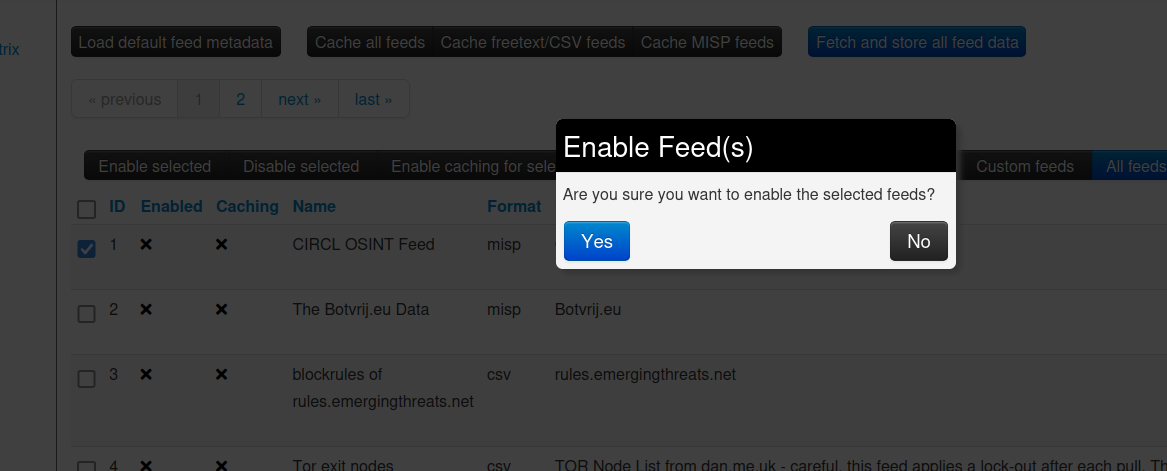 trix
Load default feed metadata Cache all feeds Cache freetext/CSV feeds Cache MISP feeds Fetch and store all feed data
« previous 1 2 next » last »
Enable Feed(s)
Enable selected Disable selected Enable caching for sele Custom feeds All feeds
Are you sure you want to enable the selected feeds?
ID Enabled Caching Name Format
Yes No
1 CIRCL OSINT Feed misp
2 The Botvrij.eu Data misp Botvrij.eu
3 blockrules of csv rules.emergingthreats.net
rules.emergingthreats.net
4 Tor exit nodes csv TOR Node List from dan.me.uk - careful, this feed applies a lock-out after each pull. Th